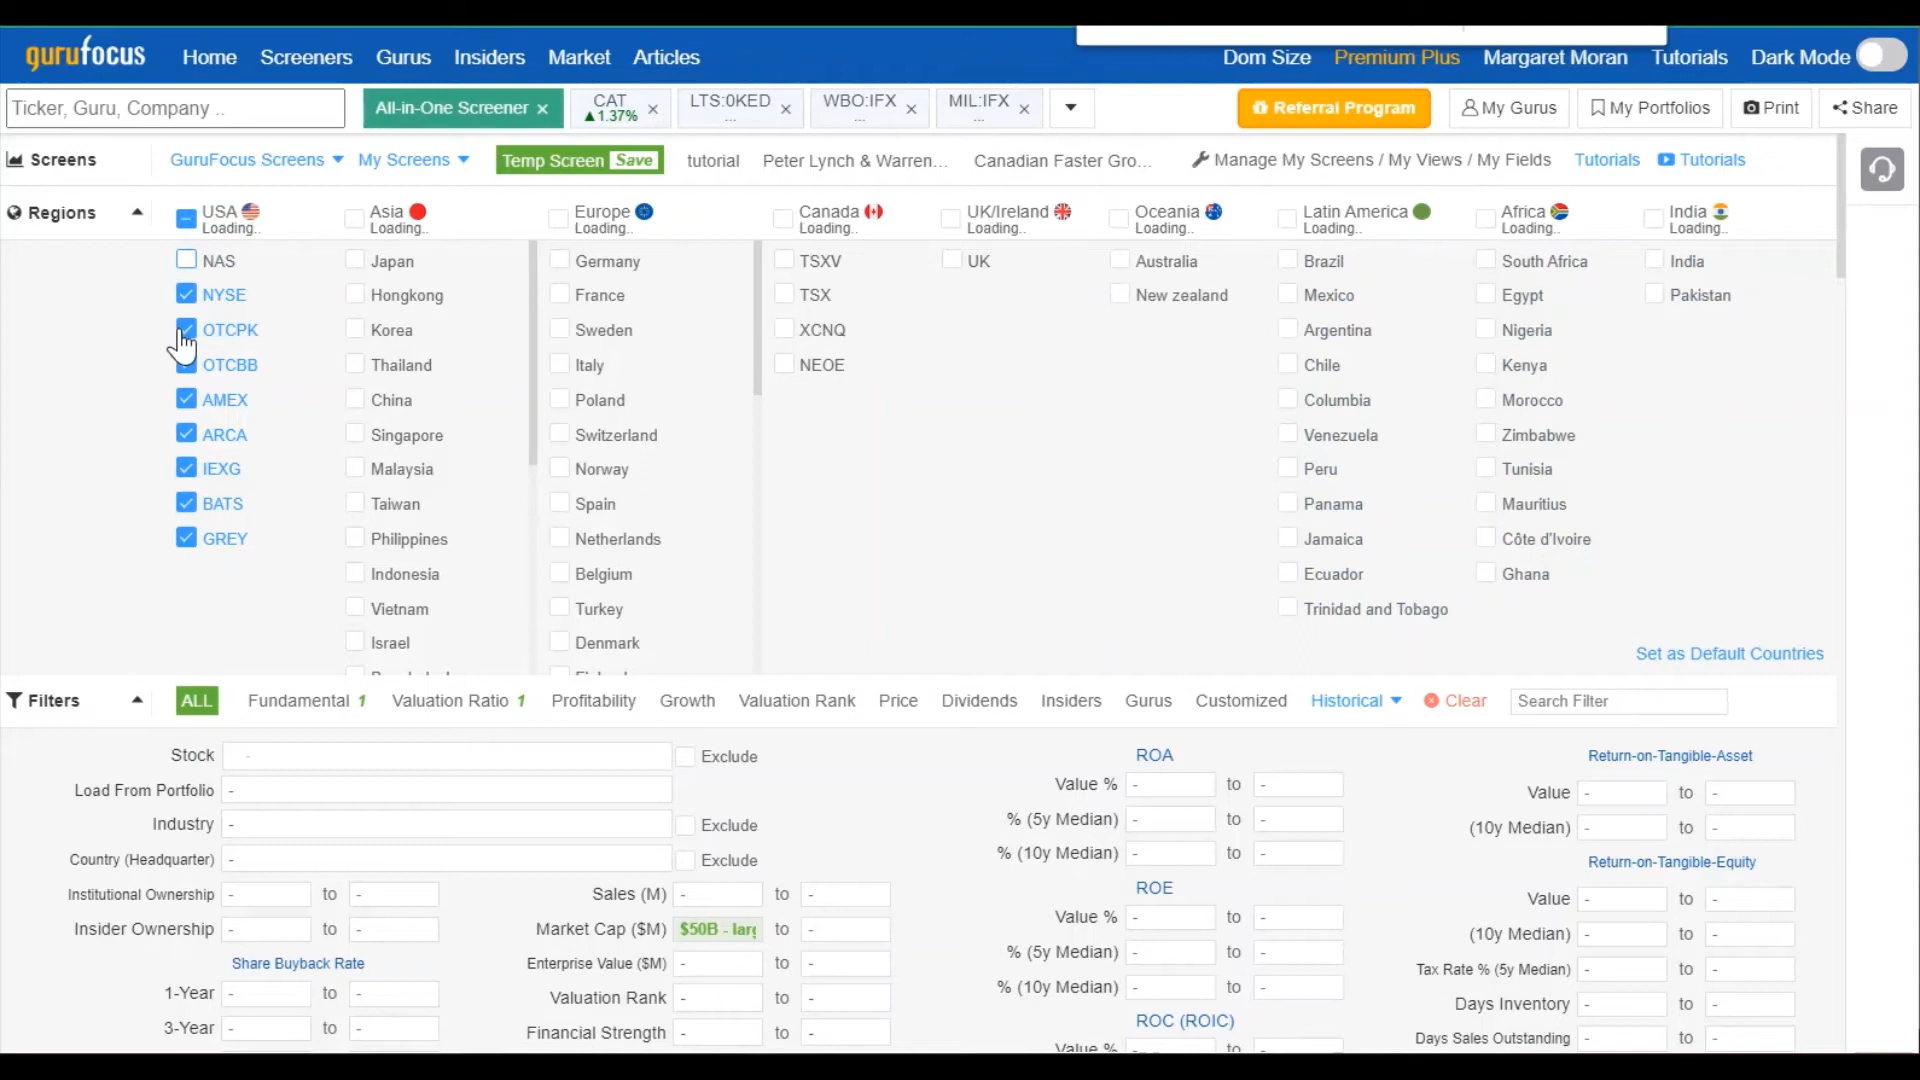 gurufocus Home Screeners Gurus Insiders Market Articles Dom Size Premium Plus Margaret Moran Tutorials Dark Mode
Ticker, Guru, Company .. All-in-One Screener × CAT ▲1.37% × LTS:0KED ... × WBO:IFX ... × MIL:IFX ... × Referral Program My Gurus My Portfolios Print Share
Screens GuruFocus Screens My Screens Temp Screen Save tutorial Peter Lynch & Warren... Canadian Faster Gro... Manage My Screens / My Views / My Fields Tutorials Tutorials
Regions USA Asia Europe Canada UK/Ireland Oceania Latin America Africa India
Loading.. Loading.. Loading.. Loading.. Loading.. Loading.. Loading.. Loading.. Loading..
NAS Japan Germany TSXV UK Australia Brazil South Africa India
NYSE Hongkong France TSX New zealand Mexico Egypt Pakistan
OTCPK Korea Sweden XCNQ Argentina Nigeria
OTCBB Thailand Italy NEOE Chile Kenya
AMEX China Poland Columbia Morocco
ARCA Singapore Switzerland Venezuela Zimbabwe
IEXG Malaysia Norway Peru Tunisia
BATS Taiwan Spain Panama Mauritius
GREY Philippines Netherlands Jamaica Côte d'Ivoire
Indonesia Belgium Ecuador Ghana
Vietnam Turkey Trinidad and Tobago
Israel Denmark
Set as Default Countries
Filters ALL Fundamental 1 Valuation Ratio 1 Profitability Growth Valuation Rank Price Dividends Insiders Gurus Customized Historical Clear Search Filter
Stock - Exclude ROA Return-on-Tangible-Asset
Load From Portfolio - Value % - to - Value - to -
Industry - Exclude % (5y Median) - to - (10y Median) - to -
Country (Headquarter) - Exclude % (10y Median) - to - Return-on-Tangible-Equity
Institutional Ownership - to - Sales (M) - to - ROE Value - to -
Insider Ownership - to - Market Cap ($M) $50B - larg to - Value % - to - (10y Median) - to -
Share Buyback Rate Enterprise Value ($M) - to - % (5y Median) - to - Tax Rate % (5y Median) - to -
1-Year - to - Valuation Rank - to - % (10y Median) - to - Days Inventory - to -
3-Year - to - Financial Strength - to - ROC (ROIC) Days Sales Outstanding - to -
Value % - to -